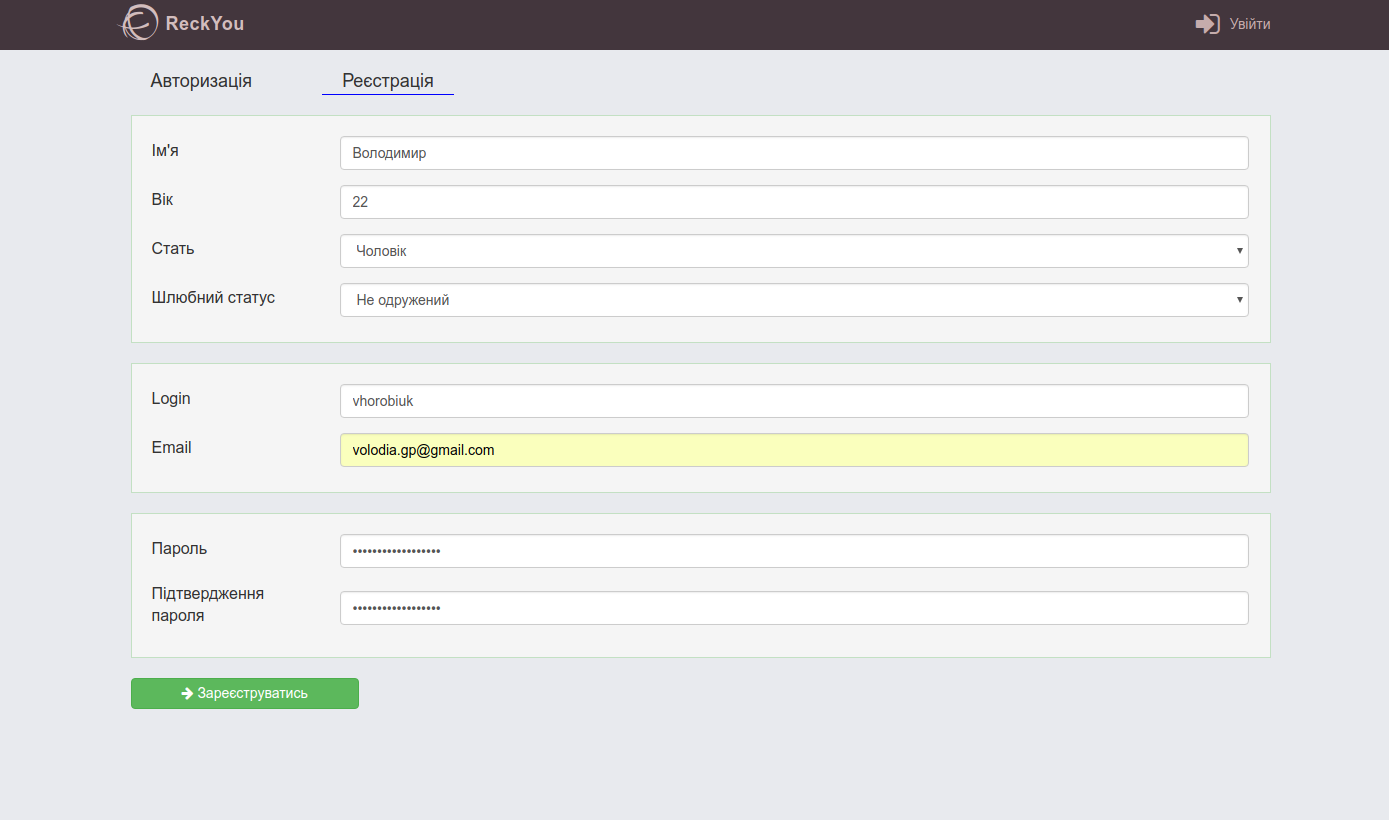 ReckYou
Увійти
Авторизація
Реєстрація
Ім'я
Володимир
Вік
22
Стать
Чоловік
Шлюбний статус
Не одружений
Login
vhorobiuk
Email
volodia.gp@gmail.com
Пароль
••••••••••••••••••
Підтвердження
пароля
••••••••••••••••••
Зареєструватись